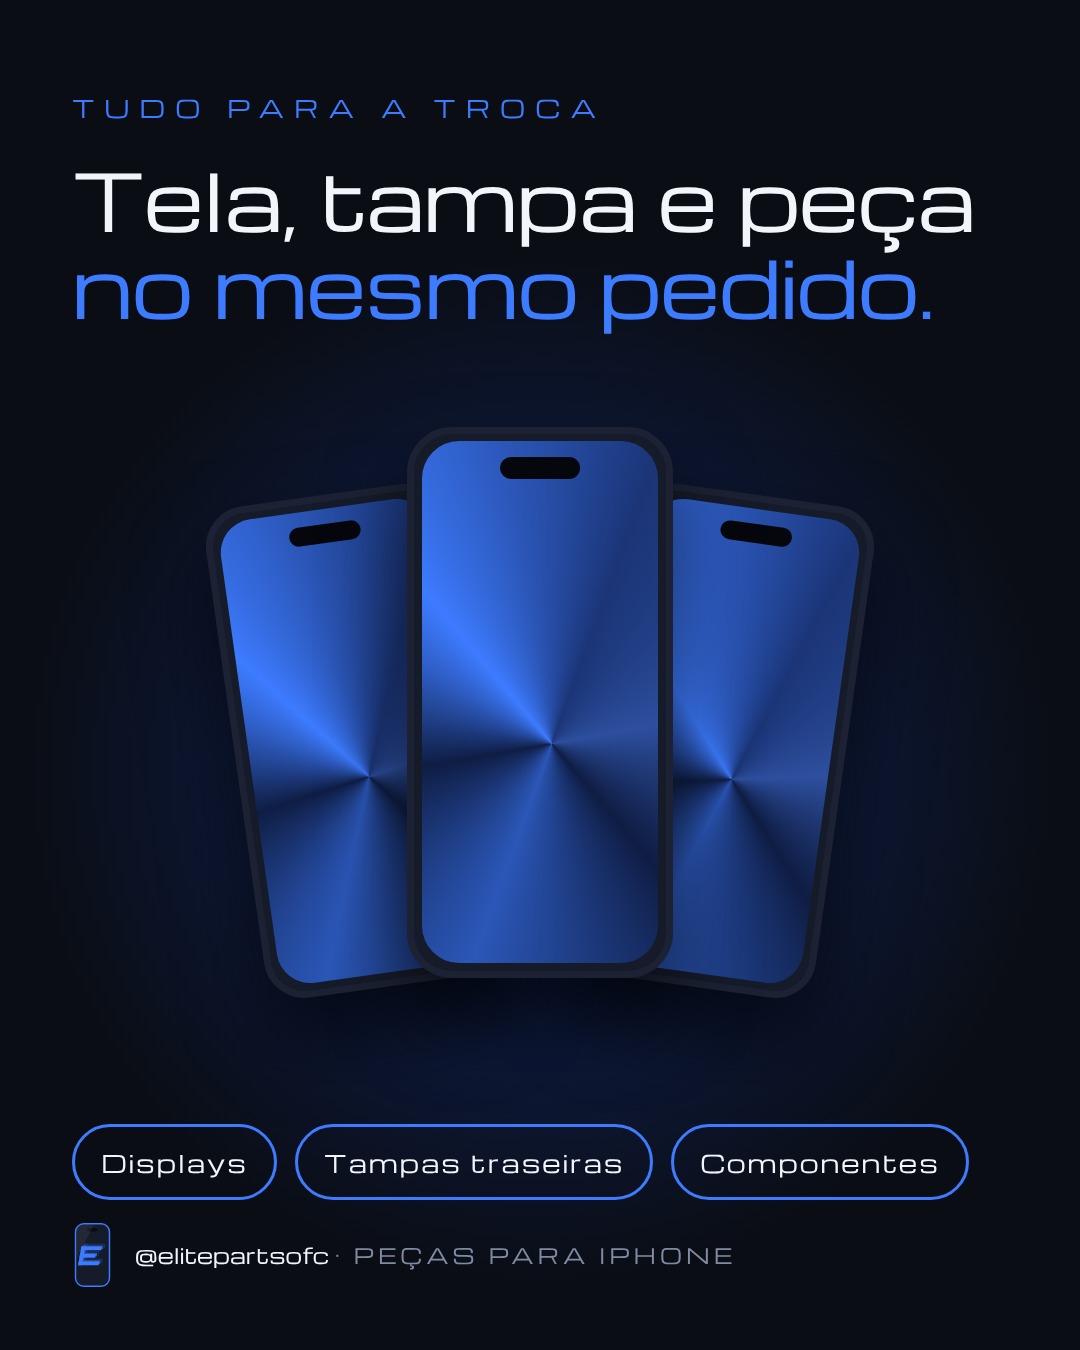 TUDO PARA A TROCA
Tela, tampa e peça
no mesmo pedido.
Displays
Tampas traseiras
Componentes
E
@elitepartsofc · PEÇAS PARA IPHONE